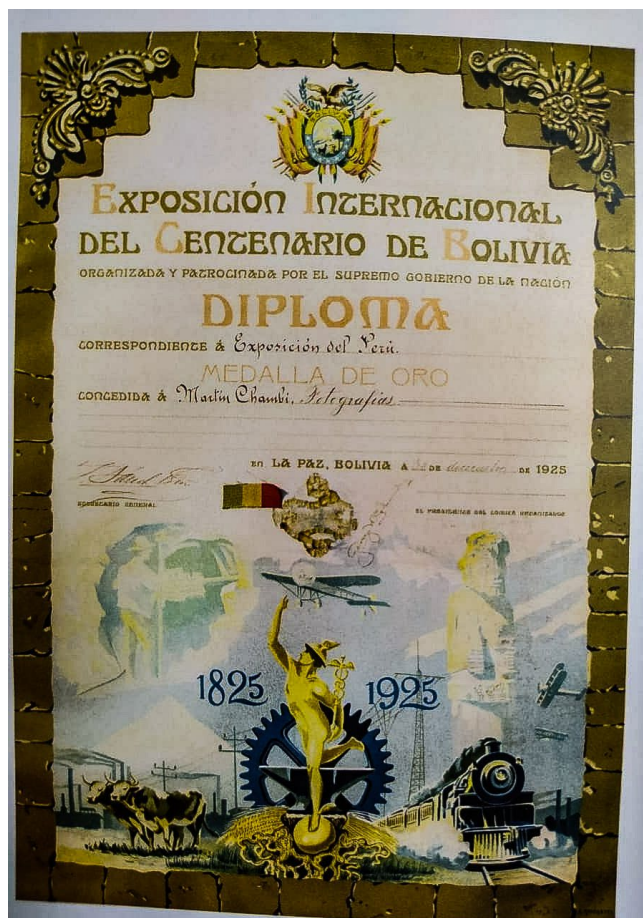 EXPOSICIÓN INTERNACIONAL
DEL CENTENARIO DE BOLIVIA
ORGANIZADA Y PATROCINADA POR EL SUPREMO GOBIERNO DE LA NACIÓN
DIPLOMA
CORRESPONDIENTE Á Exposición del Perú.
MEDALLA DE ORO
CONCEDIDA Á Martín Chambi, Fotografías
EN LA PAZ, BOLIVIA A DE DE 1925
SECRETARIO GENERAL
EL PRESIDENTE DEL COMITÉ ORGANIZADOR
1825 1925